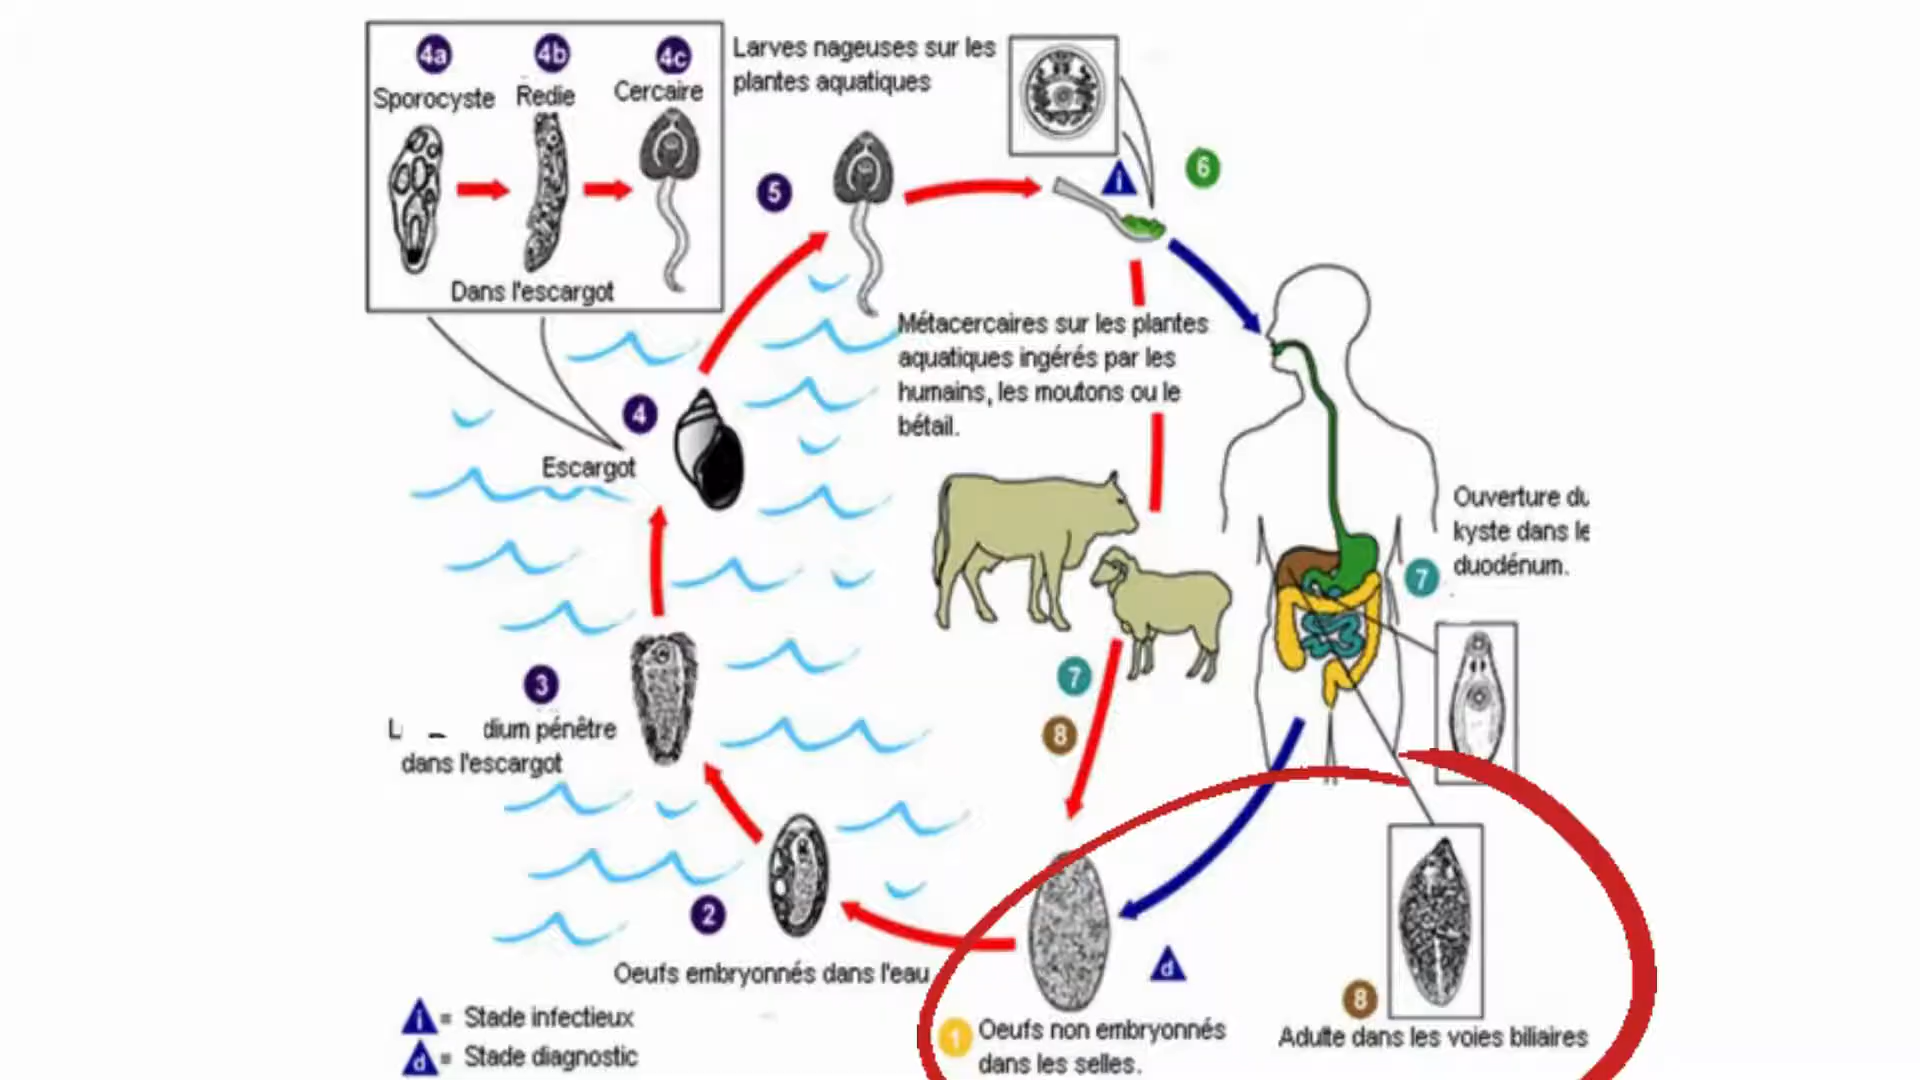 4a 4b 4c
Sporocyste Redie Cercaire
Dans l'escargot
Larves nageuses sur les
plantes aquatiques
5
i
6
Métacercaires sur les plantes
aquatiques ingérés par les
humains, les moutons ou le
bétail.
4
Escargot
Ouverture du
kyste dans le
duodénum.
7
3
dium pénètre
dans l'escargot
7
8
2
Oeufs embryonnés dans l'eau
d
1 Oeufs non embryonnés
dans les selles.
8
Adulte dans les voies biliaires
i = Stade infectieux
d = Stade diagnostic